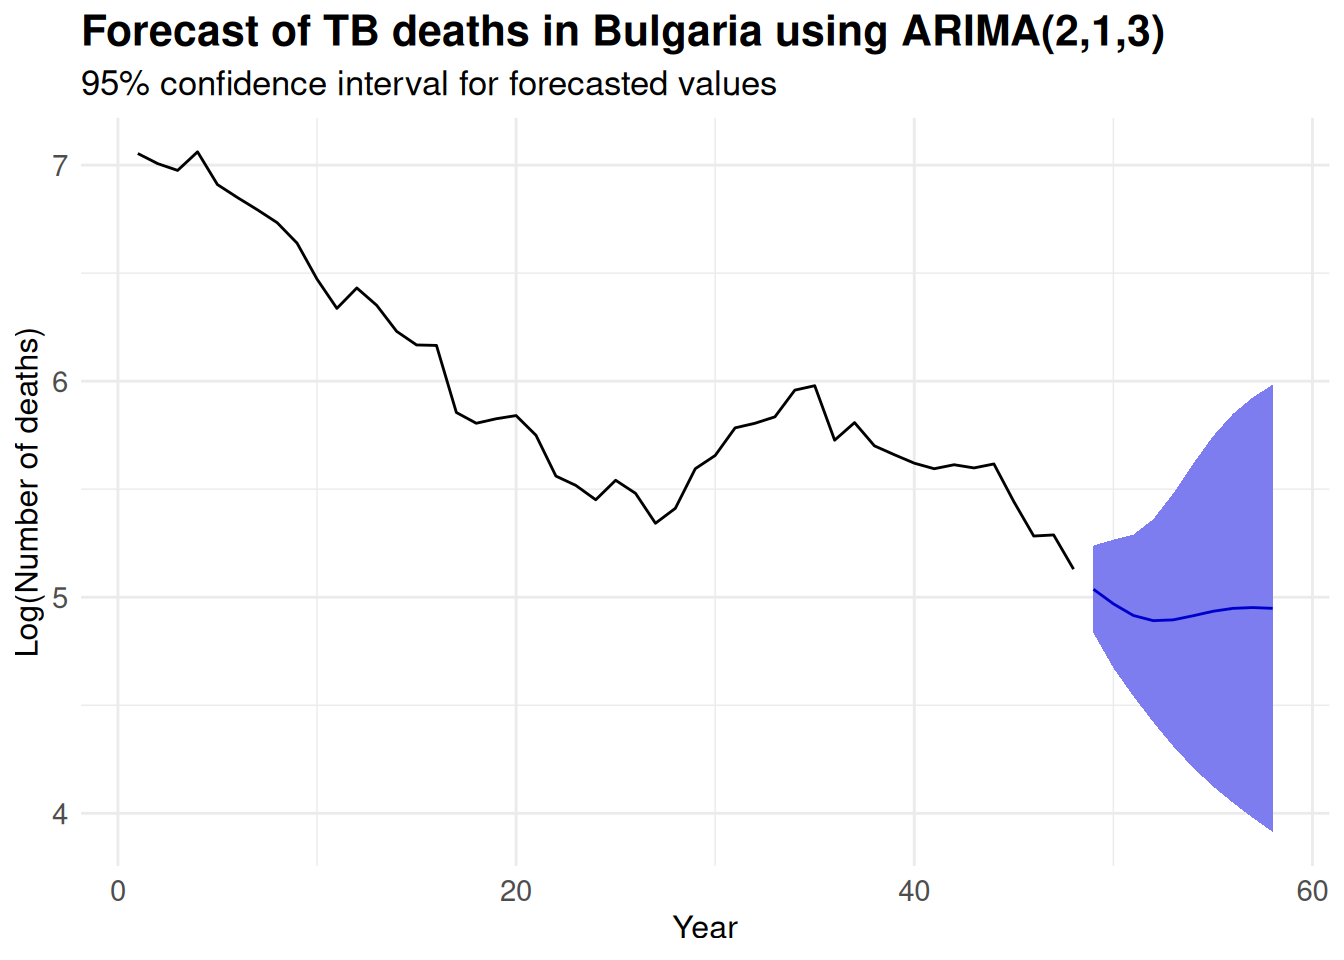 Forecast of TB deaths in Bulgaria using ARIMA(2,1,3)
95% confidence interval for forecasted values
Log(Number of deaths)
7
6
5
4
0
20
40
60
Year